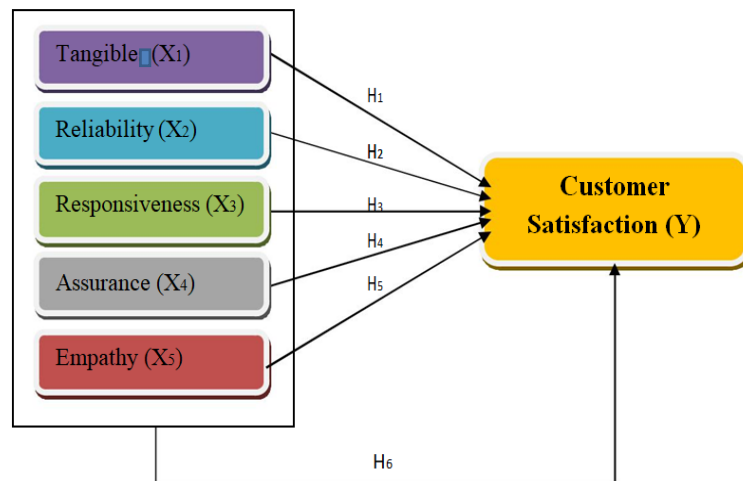 Tangible (X1)
H1
Reliability (X2)
H2
Customer
Satisfaction (Y)
Responsiveness (X3)
H3
H4
Assurance (X4)
H5
Empathy (X5)
H6